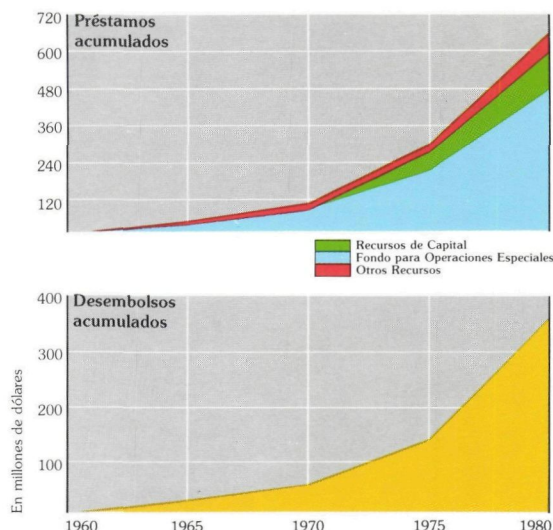 720
Préstamos
acumulados
600
480
360
240
120
Recursos de Capital
Fondo para Operaciones Especiales
Otros Recursos
400
Desembolsos
acumulados
300
200
100
En millones de dólares
1960 1965 1970 1975 1980